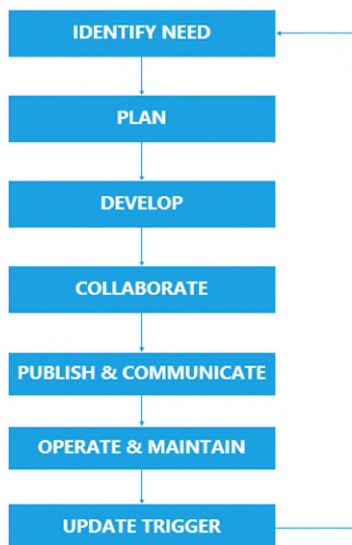 IDENTIFY NEED
PLAN
DEVELOP
COLLABORATE
PUBLISH & COMMUNICATE
OPERATE & MAINTAIN
UPDATE TRIGGER